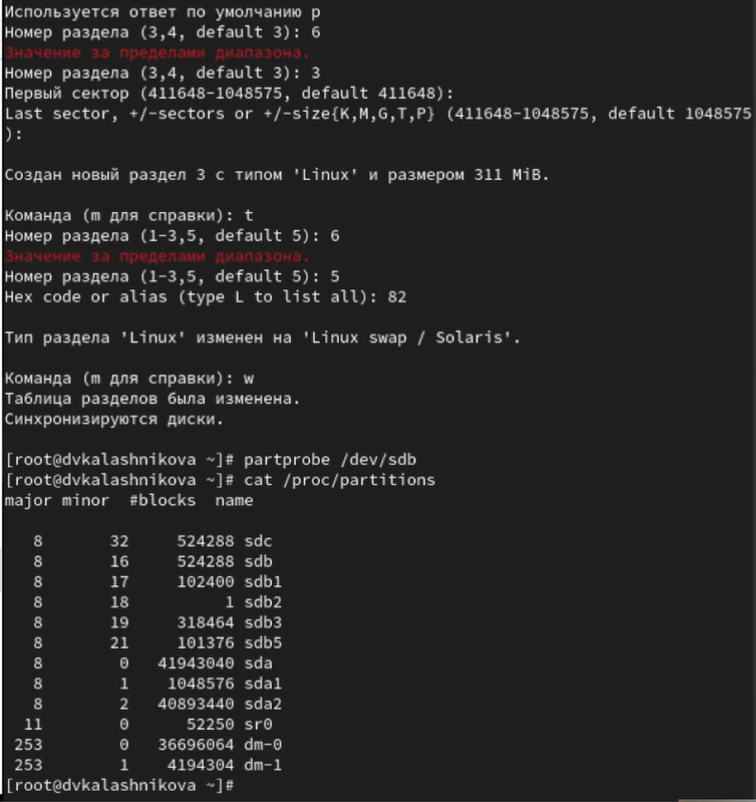 Используется ответ по умолчанию p
Номер раздела (3,4, default 3): 6
Значение за пределами диапазона.
Номер раздела (3,4, default 3): 3
Первый сектор (411648-1048575, default 411648):
Last sector, +/-sectors or +/-size{K,M,G,T,P} (411648-1048575, default 1048575
):
Создан новый раздел 3 с типом 'Linux' и размером 311 MiB.
Команда (m для справки): t
Номер раздела (1-3,5, default 5): 6
Значение за пределами диапазона.
Номер раздела (1-3,5, default 5): 5
Hex code or alias (type L to list all): 82
Тип раздела 'Linux' изменен на 'Linux swap / Solaris'.
Команда (m для справки): w
Таблица разделов была изменена.
Синхронизируются диски.
[root@dvkalashnikova ~]# partprobe /dev/sdb
[root@dvkalashnikova ~]# cat /proc/partitions
major minor  #blocks  name
8 32 524288 sdc
8 16 524288 sdb
8 17 102400 sdb1
8 18 1 sdb2
8 19 318464 sdb3
8 21 101376 sdb5
8 0 41943040 sda
8 1 1048576 sda1
8 2 40893440 sda2
11 0 52250 sr0
253 0 36696064 dm-0
253 1 4194304 dm-1
[root@dvkalashnikova ~]#